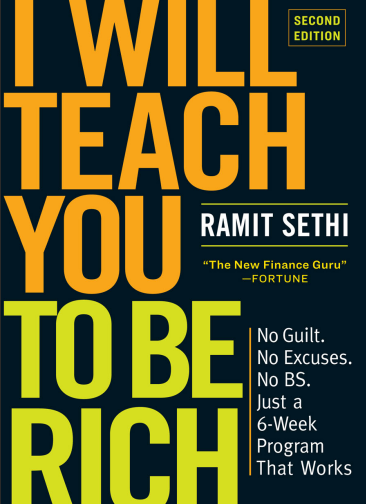 I WILL
SECOND
EDITION
TEACH
YOU
RAMIT SETHI
“The New Finance Guru”
—FORTUNE
TO BE
RICH
No Guilt.
No Excuses.
No BS.
Just a
6-Week
Program
That Works